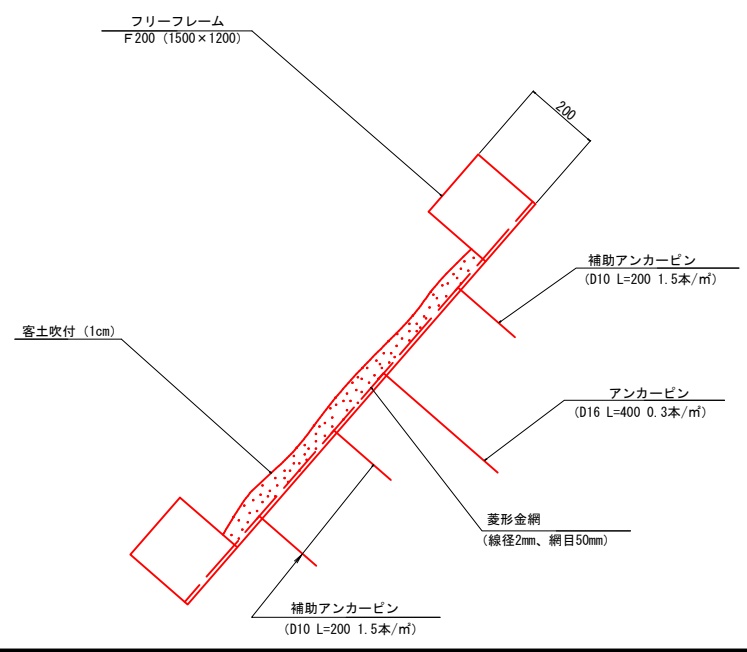 フリーフレーム
F200（1500×1200）
200
補助アンカーピン
（D10 L=200 1.5本/㎡）
客土吹付（1cm）
アンカーピン
（D16 L=400 0.3本/㎡）
菱形金網
（線径2mm、網目50mm）
補助アンカーピン
（D10 L=200 1.5本/㎡）